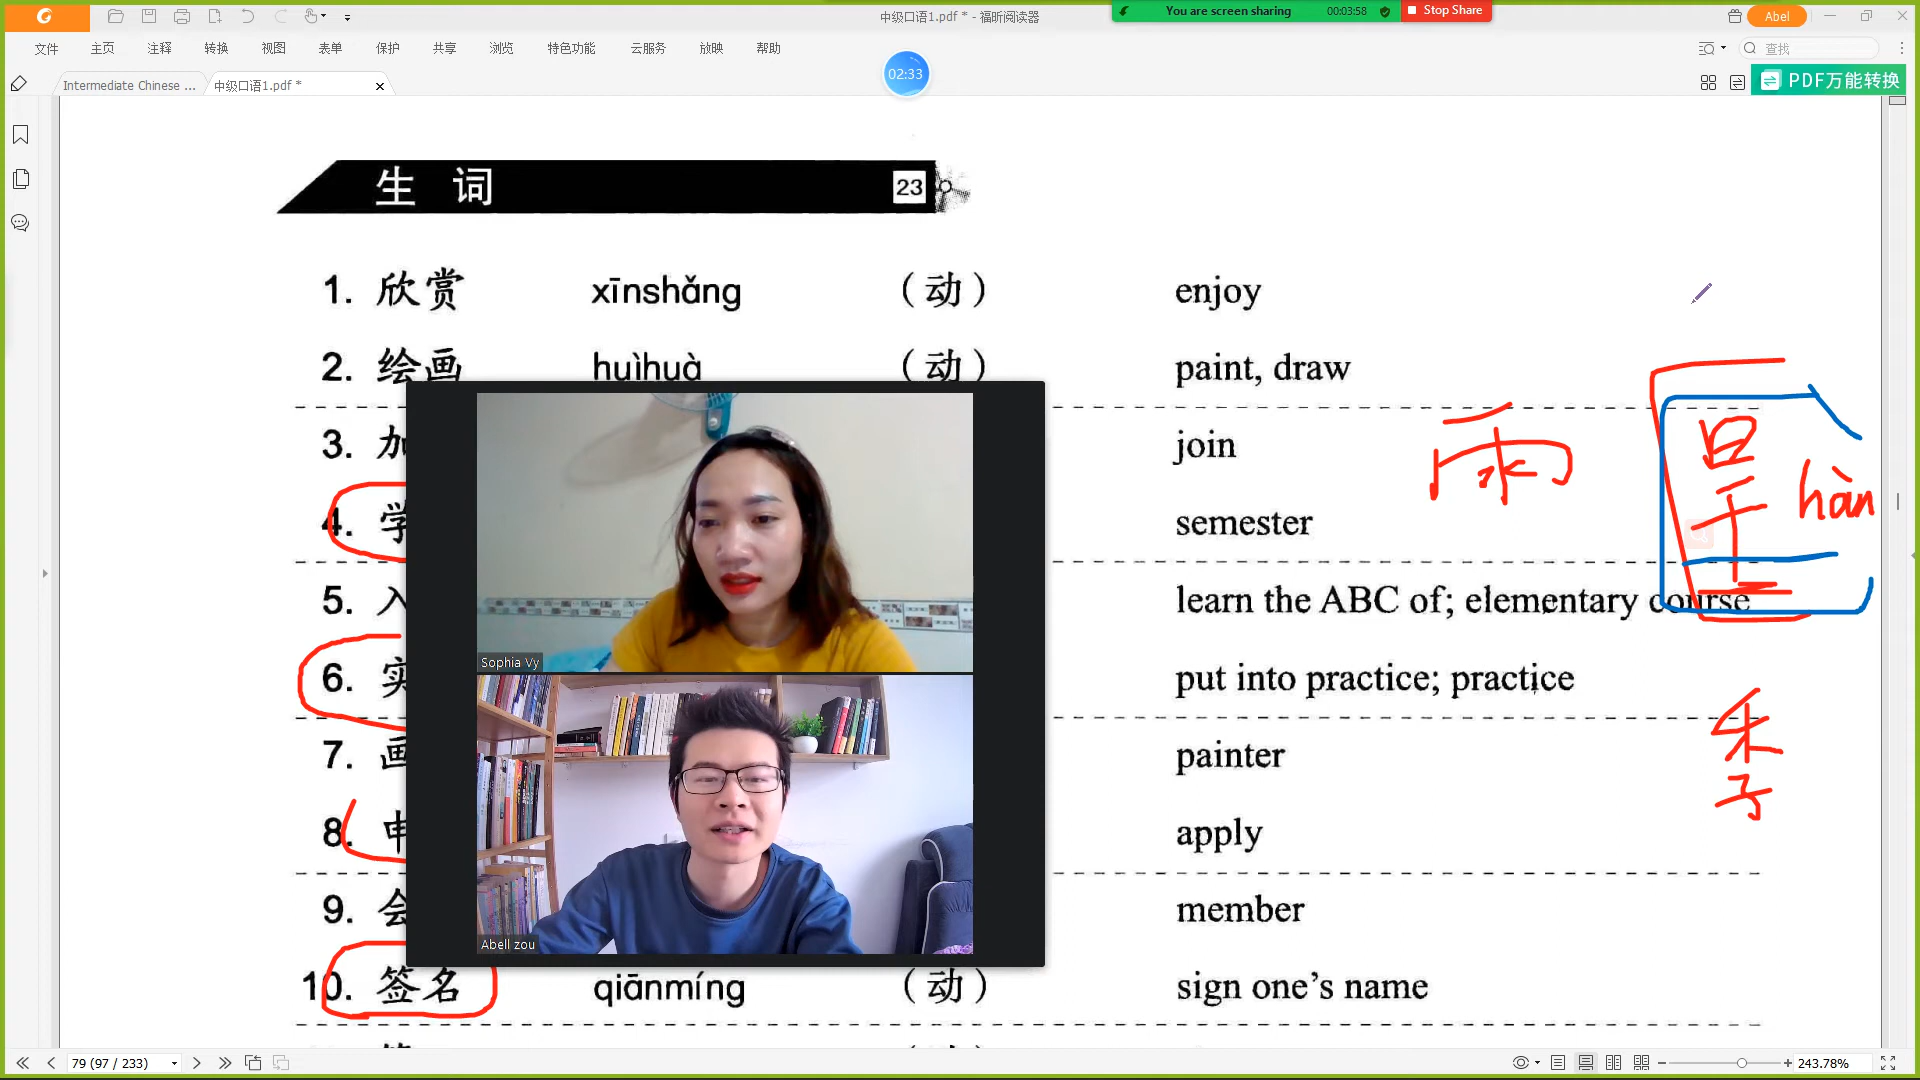 中级口语1.pdf * - 福昕阅读器
You are screen sharing 00:03:58 Stop Share
Abel
文件 主页 注释 转换 视图 表单 保护 共享 浏览 特色功能 云服务 放映 帮助
查找
02:33
Intermediate Chinese ... 中级口语1.pdf *
PDF万能转换
生 词 23
1. 欣赏 xīnshǎng （动） enjoy
2. 绘画 huìhuà （动） paint, draw
3. 加 join
4. 学 semester
5. 入 learn the ABC of; elementary course
6. 实 put into practice; practice
7. 画 painter
8. 申 apply
9. 会 member
10. 签名 qiānmíng （动） sign one's name
雨
旱
hàn
季
Sophia Vy
Abell zou
79 (97 / 233)
243.78%